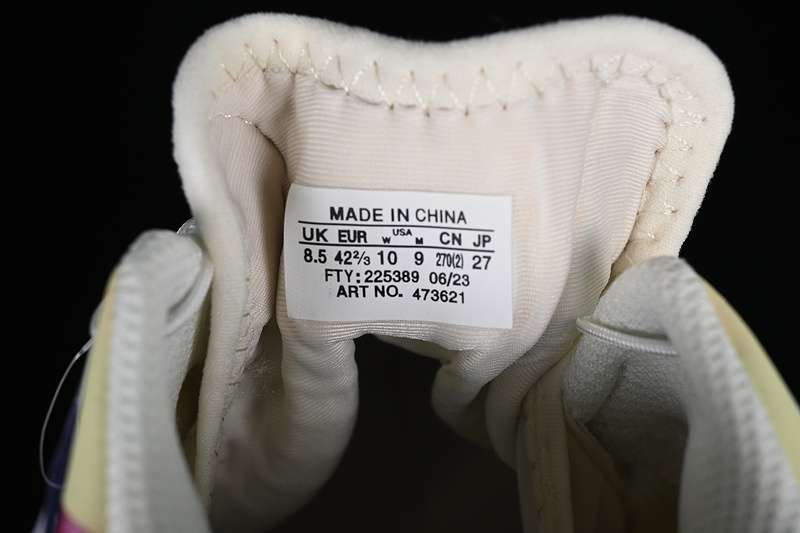 MADE IN CHINA
UK EUR W USA M CN JP
8.5 42⅔ 10 9 270(2) 27
FTY: 225389 06/23
ART NO. 473621